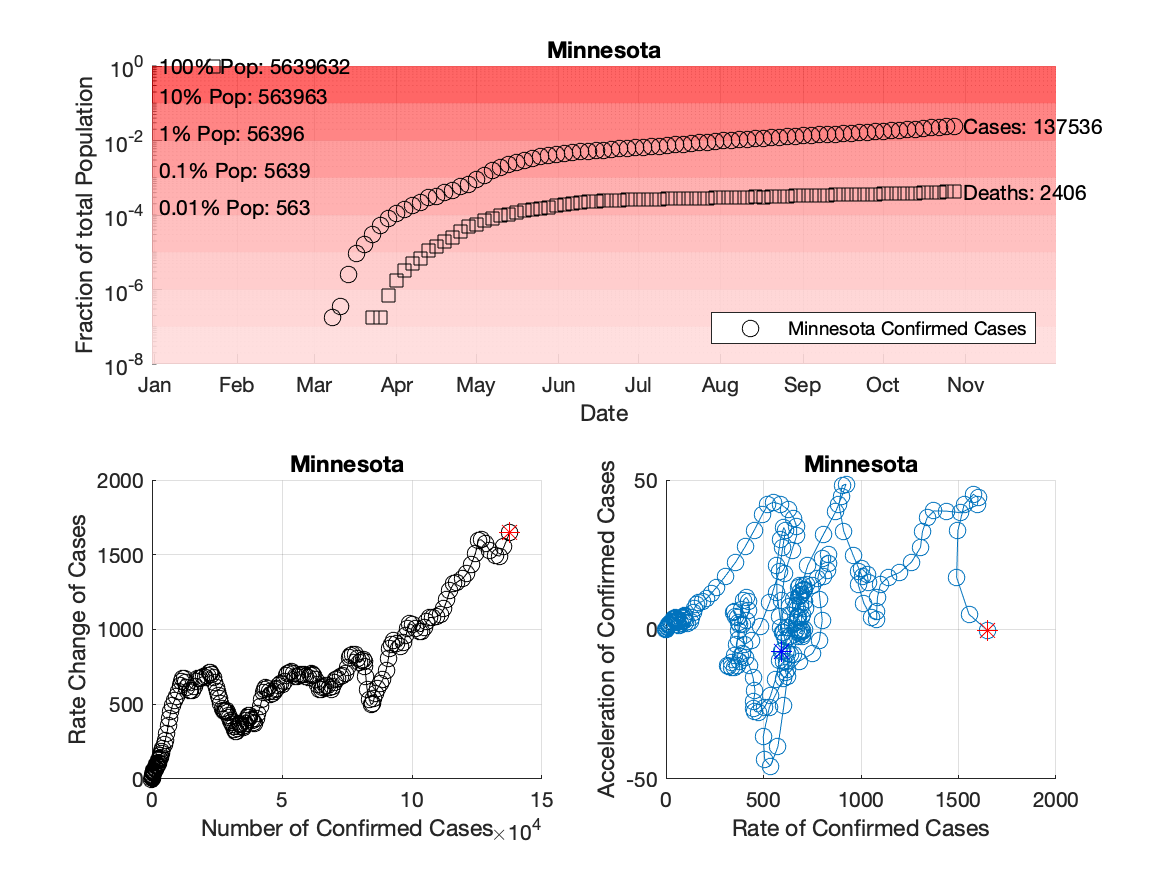 Minnesota
Fraction of total Population
10^0
10^-2
10^-4
10^-6
10^-8
100% Pop: 5639632
10% Pop: 563963
1% Pop: 56396
0.1% Pop: 5639
0.01% Pop: 563
Cases: 137536
Deaths: 2406
Minnesota Confirmed Cases
Jan Feb Mar Apr May Jun Jul Aug Sep Oct Nov
Date
Minnesota
Rate Change of Cases
2000
1500
1000
500
0
0 5 10 15
Number of Confirmed Cases ×10^4
Minnesota
Acceleration of Confirmed Cases
50
0
-50
0 500 1000 1500 2000
Rate of Confirmed Cases